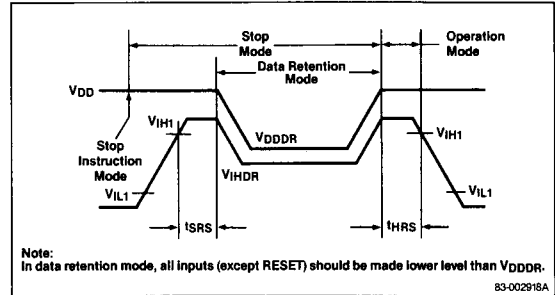 Stop
Mode
Operation
Mode
Data Retention
Mode
VDD
Stop
Instruction
Mode
VIH1
VIL1
VDDDR
VIHDR
VIH1
VIL1
tSRS
tHRS
Note:
In data retention mode, all inputs (except RESET) should be made lower level than VDDDR.
83-002918A